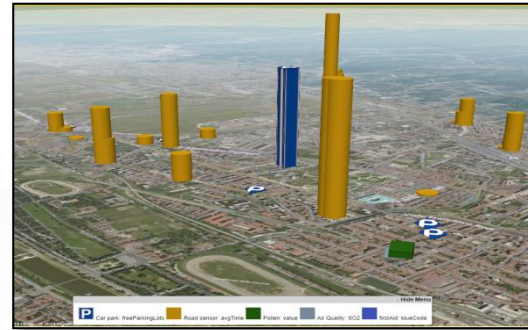 - Hide Menu
P Car park: freeParkingLots Road sensor: avgTime Pollen: value Air Quality: SO2 firstAid: blueCode
P
P
P